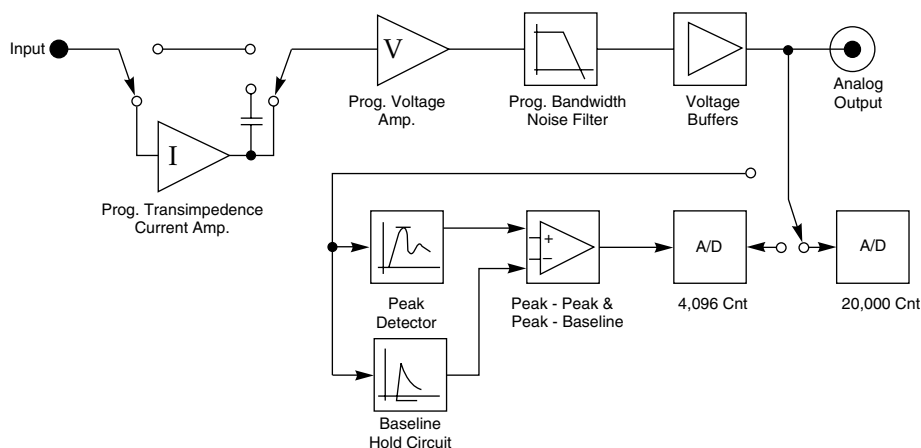 Input
I
V
Prog. Transimpedence
Current Amp.
Prog. Voltage
Amp.
Prog. Bandwidth
Noise Filter
Voltage
Buffers
Analog
Output
Peak
Detector
+
Peak - Peak &
Peak - Baseline
A/D
4,096 Cnt
A/D
20,000 Cnt
Baseline
Hold Circuit